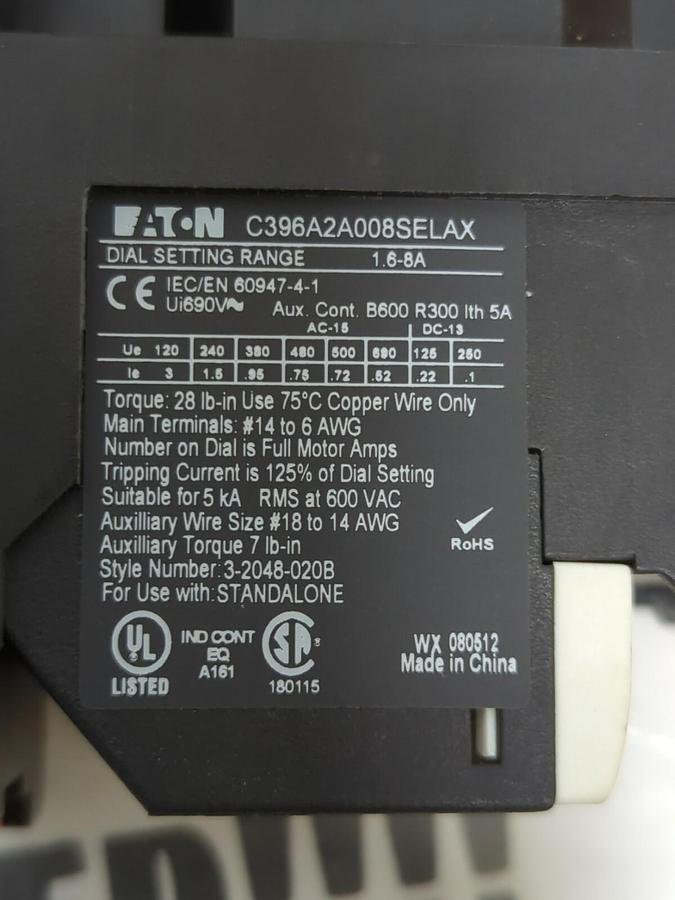 EATON C396A2A008SELAX
DIAL SETTING RANGE 1.6-8A
CE IEC/EN 60947-4-1
Ui690V~ Aux. Cont. B600 R300 Ith 5A
AC-15 DC-13
Ue 120 240 380 480 500 690 125 250
Ie 3 1.5 .95 .75 .72 .52 .22 .1
Torque: 28 lb-in Use 75°C Copper Wire Only
Main Terminals: #14 to 6 AWG
Number on Dial is Full Motor Amps
Tripping Current is 125% of Dial Setting
Suitable for 5 kA RMS at 600 VAC
Auxilliary Wire Size #18 to 14 AWG
Auxilliary Torque 7 lb-in
RoHS
Style Number: 3-2048-020B
For Use with: STANDALONE
UL LISTED IND CONT EQ A161
SA 180115
WX 080512
Made in China